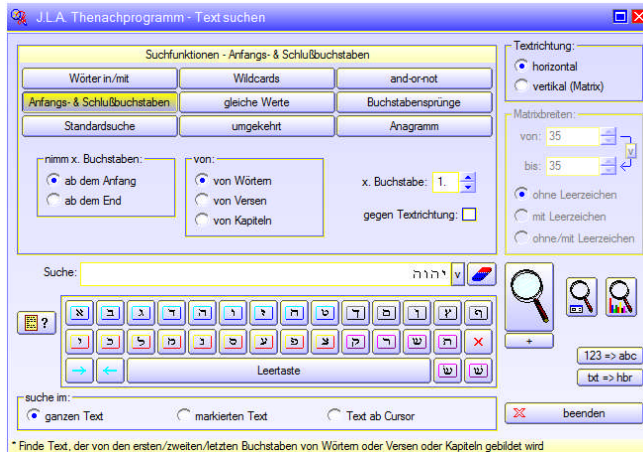 J.L.A. Thenachprogramm - Text suchen
Suchfunktionen - Anfangs- & Schlußbuchstaben
Wörter in/mit Wildcards and-or-not
Anfangs- & Schlußbuchstaben gleiche Werte Buchstabensprünge
Standardsuche umgekehrt Anagramm
nimm x. Buchstaben:
ab dem Anfang
ab dem End
von:
von Wörtern
von Versen
von Kapiteln
x. Buchstabe: 1.
gegen Textrichtung:
Textrichtung:
horizontal
vertikal (Matrix)
Matrixbreiten:
von: 35
v
bis: 35
ohne Leerzeichen
mit Leerzeichen
ohne/mit Leerzeichen
Suche: יהוה v
?
א ב ג ד ה ו ז ח ט ך ם ן ץ ף
י כ ל מ נ ס ע פ צ ק ר ש ת ×
→ ← Leertaste
+
123 => abc
txt => hbr
suche im:
ganzen Text markierten Text Text ab Cursor
beenden
* Finde Text, der von den ersten/zweiten/letzten Buchstaben von Wörtern oder Versen oder Kapiteln gebildet wird